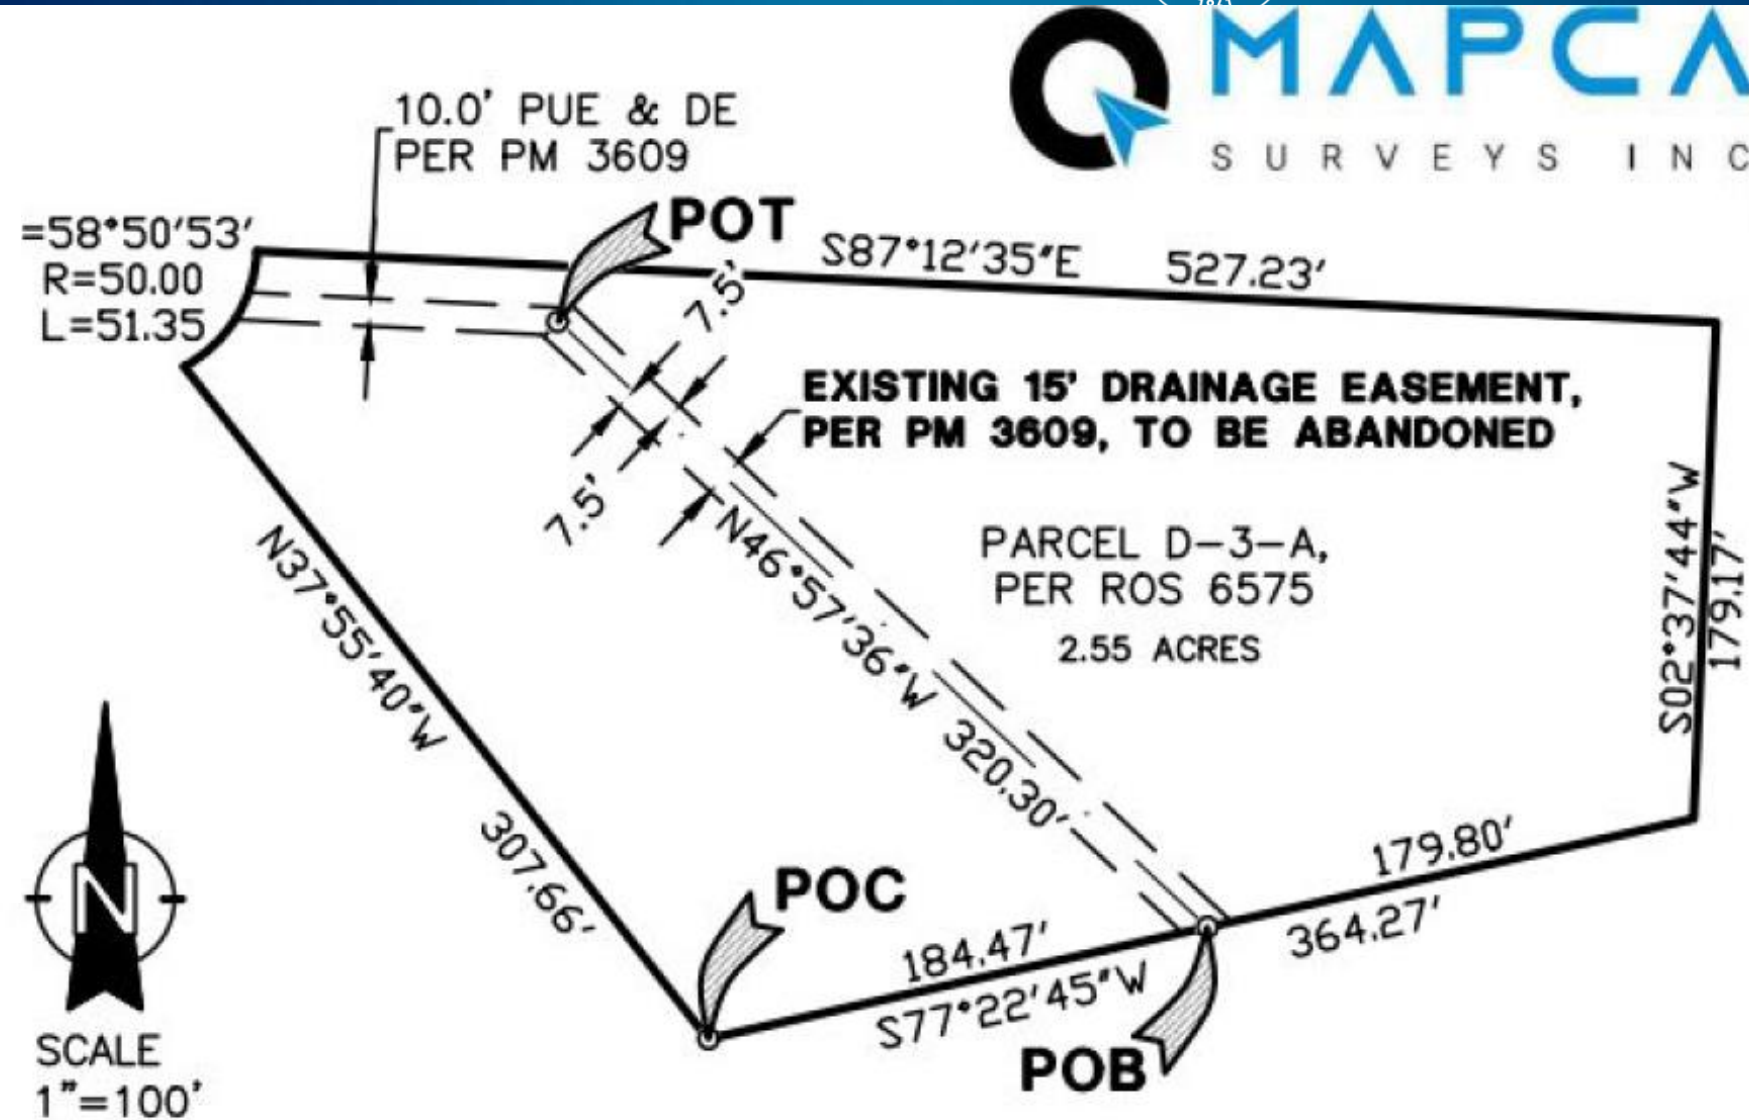 MAPCA
SURVEYS INC
10.0' PUE & DE
PER PM 3609
POT
=58°50'53'
R=50.00
L=51.35
S87°12'35"E 527.23'
7.5'
7.5'
EXISTING 15' DRAINAGE EASEMENT,
PER PM 3609, TO BE ABANDONED
PARCEL D-3-A,
PER ROS 6575
2.55 ACRES
S02°37'44"W
179.17'
N46°57'36"W 320.30'
N37°55'40"W 307.66'
179.80'
364.27'
POC
184.47'
S77°22'45"W
POB
N
SCALE
1"=100'